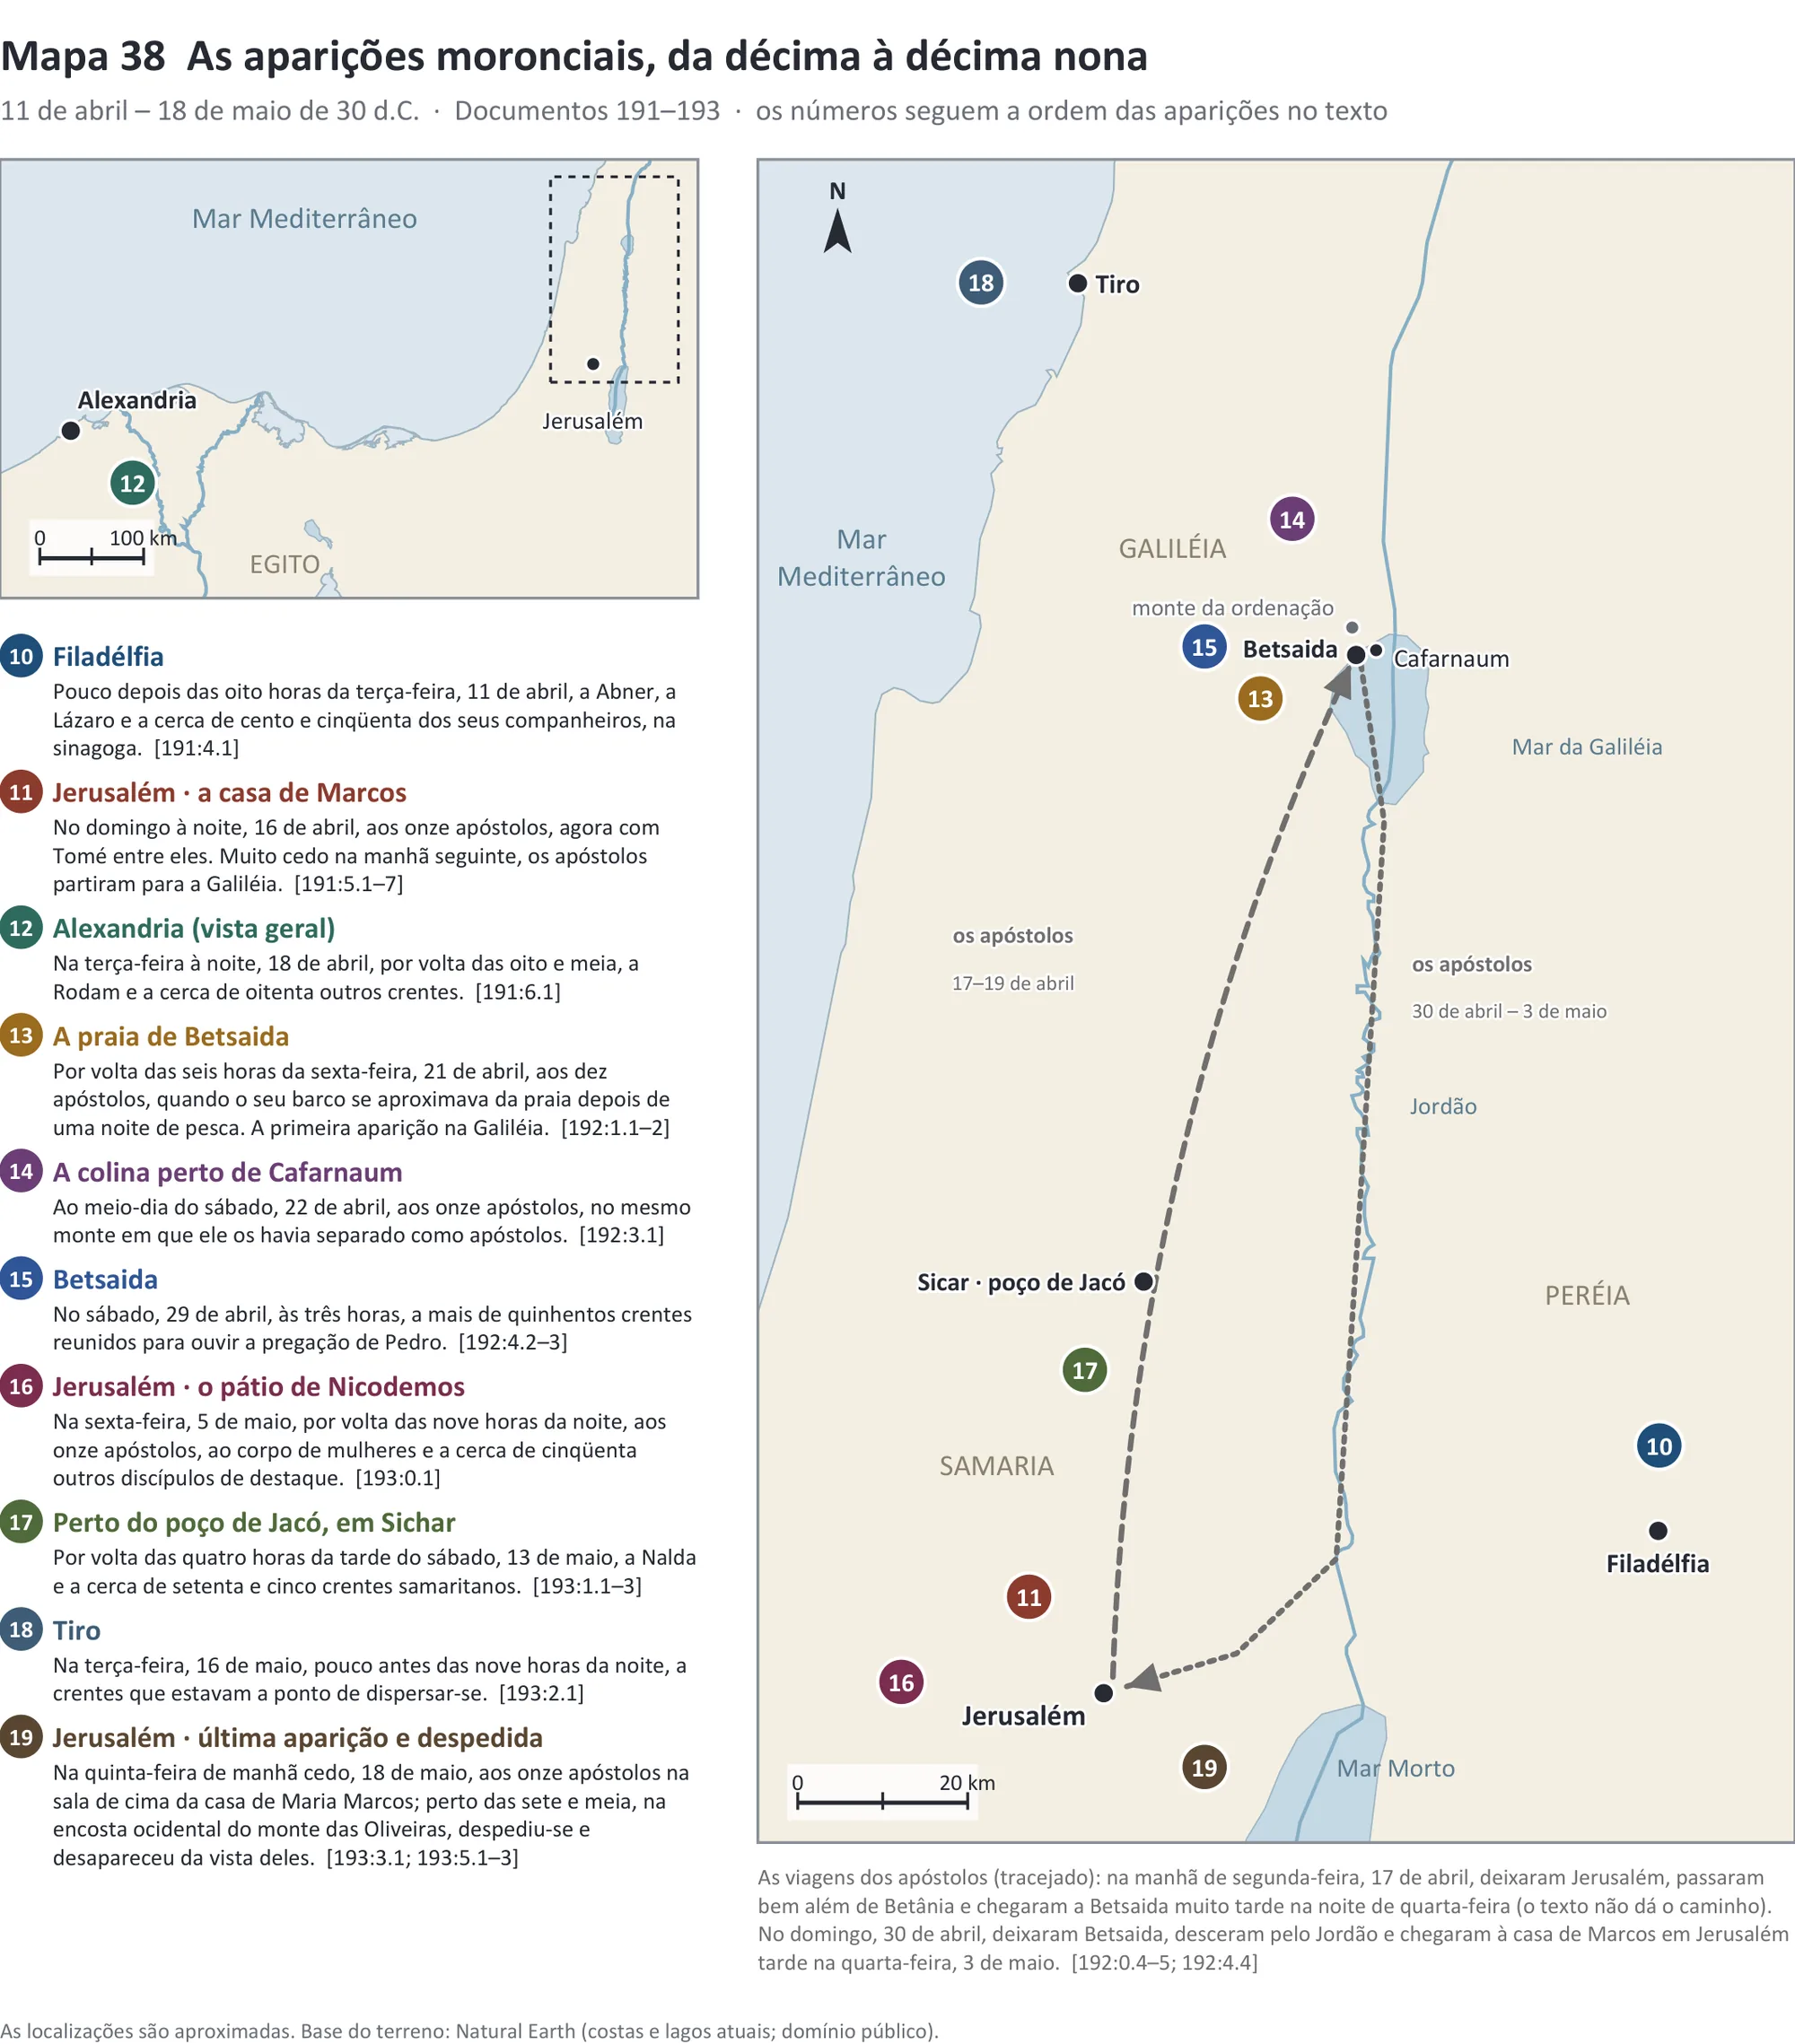 Mapa 38 As aparições moronciais, da décima à décima nona
11 de abril – 18 de maio de 30 d.C. · Documentos 191–193 · os números seguem a ordem das aparições no texto
Mar Mediterrâneo
Alexandria
12
Jerusalém
0 100 km
EGITO
10 Filadélfia
Pouco depois das oito horas da terça-feira, 11 de abril, a Abner, a
Lázaro e a cerca de cento e cinqüenta dos seus companheiros, na
sinagoga. [191:4.1]
11 Jerusalém · a casa de Marcos
No domingo à noite, 16 de abril, aos onze apóstolos, agora com
Tomé entre eles. Muito cedo na manhã seguinte, os apóstolos
partiram para a Galiléia. [191:5.1–7]
12 Alexandria (vista geral)
Na terça-feira à noite, 18 de abril, por volta das oito e meia, a
Rodam e a cerca de oitenta outros crentes. [191:6.1]
13 A praia de Betsaida
Por volta das seis horas da sexta-feira, 21 de abril, aos dez
apóstolos, quando o seu barco se aproximava da praia depois de
uma noite de pesca. A primeira aparição na Galiléia. [192:1.1–2]
14 A colina perto de Cafarnaum
Ao meio-dia do sábado, 22 de abril, aos onze apóstolos, no mesmo
monte em que ele os havia separado como apóstolos. [192:3.1]
15 Betsaida
No sábado, 29 de abril, às três horas, a mais de quinhentos crentes
reunidos para ouvir a pregação de Pedro. [192:4.2–3]
16 Jerusalém · o pátio de Nicodemos
Na sexta-feira, 5 de maio, por volta das nove horas da noite, aos
onze apóstolos, ao corpo de mulheres e a cerca de cinqüenta
outros discípulos de destaque. [193:0.1]
17 Perto do poço de Jacó, em Sichar
Por volta das quatro horas da tarde do sábado, 13 de maio, a Nalda
e a cerca de setenta e cinco crentes samaritanos. [193:1.1–3]
18 Tiro
Na terça-feira, 16 de maio, pouco antes das nove horas da noite, a
crentes que estavam a ponto de dispersar-se. [193:2.1]
19 Jerusalém · última aparição e despedida
Na quinta-feira de manhã cedo, 18 de maio, aos onze apóstolos na
sala de cima da casa de Maria Marcos; perto das sete e meia, na
encosta ocidental do monte das Oliveiras, despediu-se e
desapareceu da vista deles. [193:3.1; 193:5.1–3]
N
18
Tiro
14
Mar
Mediterrâneo
GALILÉIA
monte da ordenação
15
Betsaida
Cafarnaum
13
Mar da Galiléia
os apóstolos
17–19 de abril
os apóstolos
30 de abril – 3 de maio
Jordão
Sicar · poço de Jacó
PERÉIA
17
10
SAMARIA
Filadélfia
11
16
Jerusalém
19
Mar Morto
0 20 km
As viagens dos apóstolos (tracejado): na manhã de segunda-feira, 17 de abril, deixaram Jerusalém, passaram
bem além de Betânia e chegaram a Betsaida muito tarde na noite de quarta-feira (o texto não dá o caminho).
No domingo, 30 de abril, deixaram Betsaida, desceram pelo Jordão e chegaram à casa de Marcos em Jerusalém
tarde na quarta-feira, 3 de maio. [192:0.4–5; 192:4.4]
As localizações são aproximadas. Base do terreno: Natural Earth (costas e lagos atuais; domínio público).